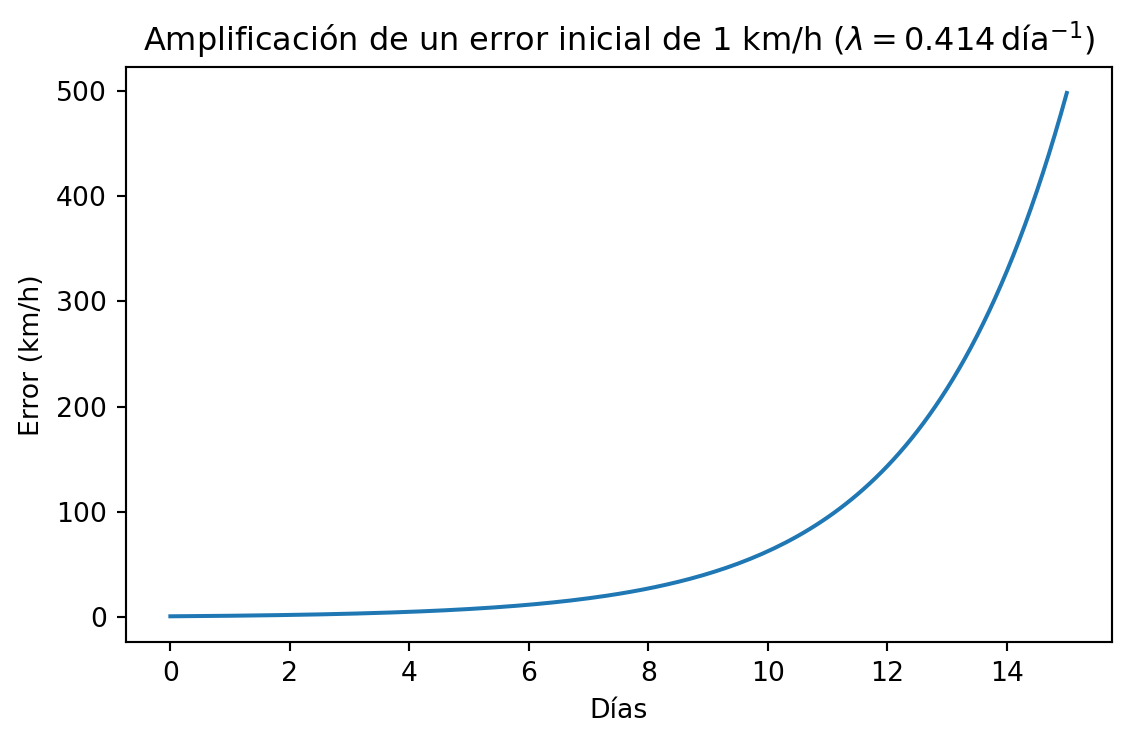 Amplificación de un error inicial de 1 km/h (λ = 0.414 día⁻¹)
Error (km/h)
500
400
300
200
100
0
0 2 4 6 8 10 12 14
Días